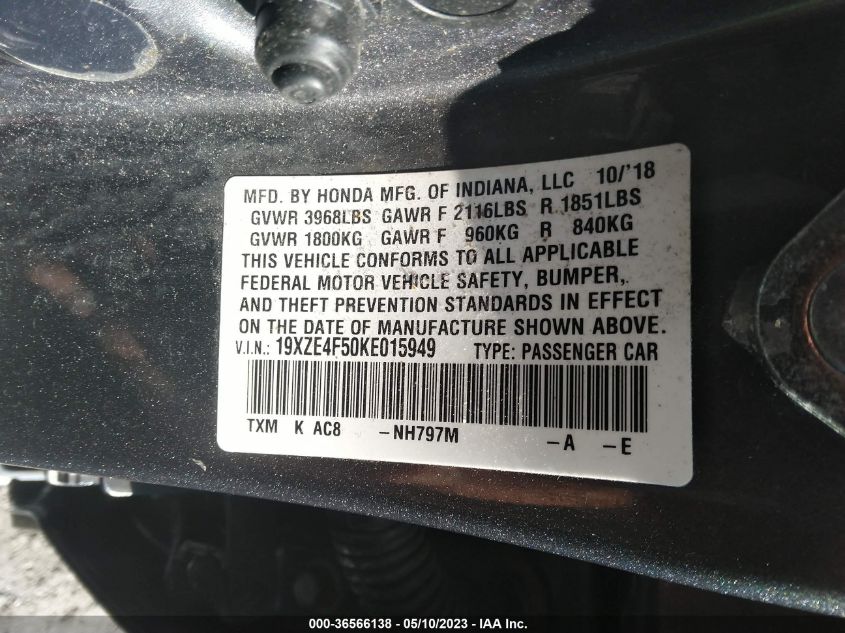 MFD. BY HONDA MFG. OF INDIANA, LLC 10/'18
GVWR 3968LBS GAWR F 2116LBS R 1851LBS
GVWR 1800KG GAWR F 960KG R 840KG
THIS VEHICLE CONFORMS TO ALL APPLICABLE
FEDERAL MOTOR VEHICLE SAFETY, BUMPER,
AND THEFT PREVENTION STANDARDS IN EFFECT
ON THE DATE OF MANUFACTURE SHOWN ABOVE.
V.I.N.: 19XZE4F50KE015949 TYPE: PASSENGER CAR
TXM K AC8 -NH797M -A -E
000-36566138 - 05/10/2023 - IAA Inc.